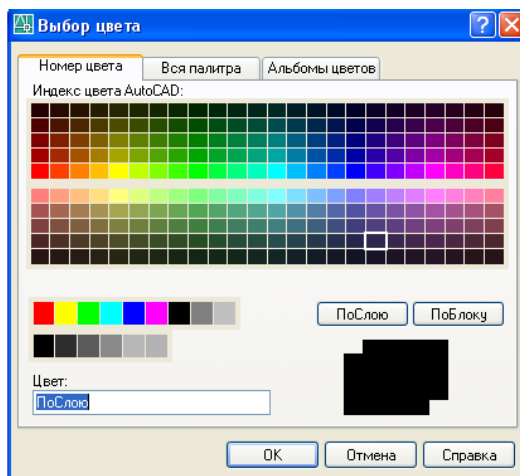 Выбор цвета
Номер цвета
Вся палитра
Альбомы цветов
Индекс цвета AutoCAD:
ПоСлою
ПоБлоку
Цвет:
ПоСлою
OK
Отмена
Справка